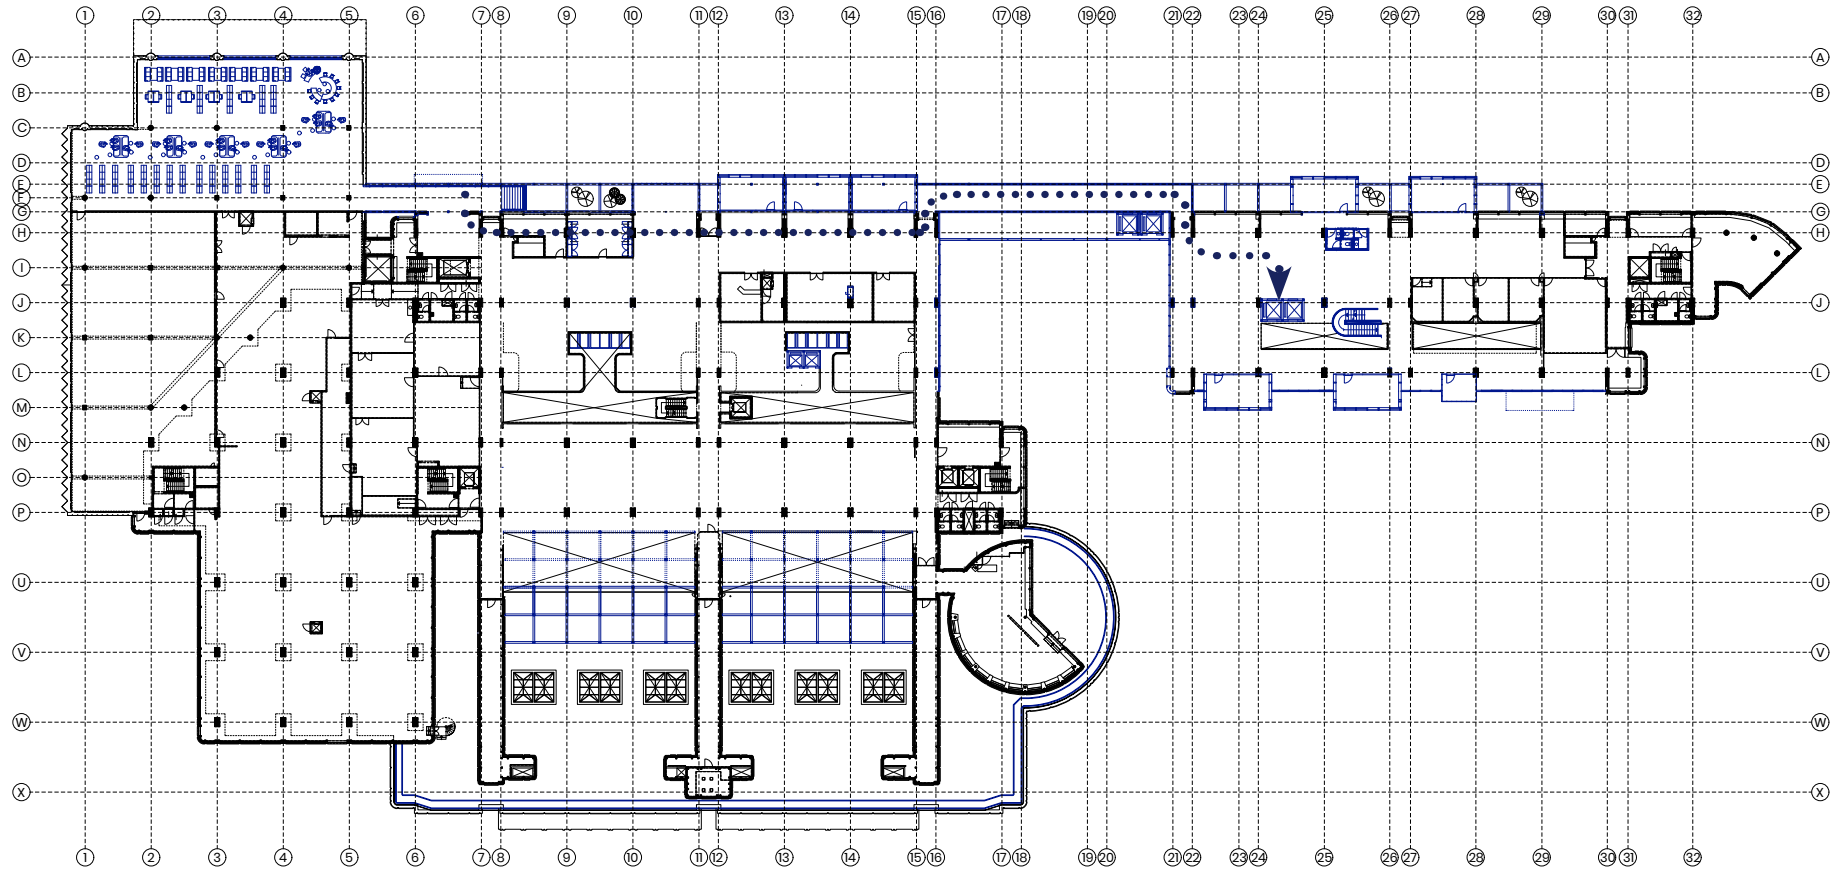 1 2 3 4 5 6 7 8 9 10 11 12 13 14 15 16 17 18 19 20 21 22 23 24 25 26 27 28 29 30 31 32
A A
B B
C
D D
E E
F
G G
H H
I
J J
K
L L
M
N N
O
P P
U U
V V
W W
X X
1 2 3 4 5 6 7 8 9 10 11 12 13 14 15 16 17 18 19 20 21 22 23 24 25 26 27 28 29 30 31 32